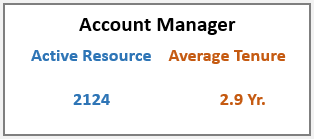 Account Manager
Active Resource Average Tenure
2124 2.9 Yr.